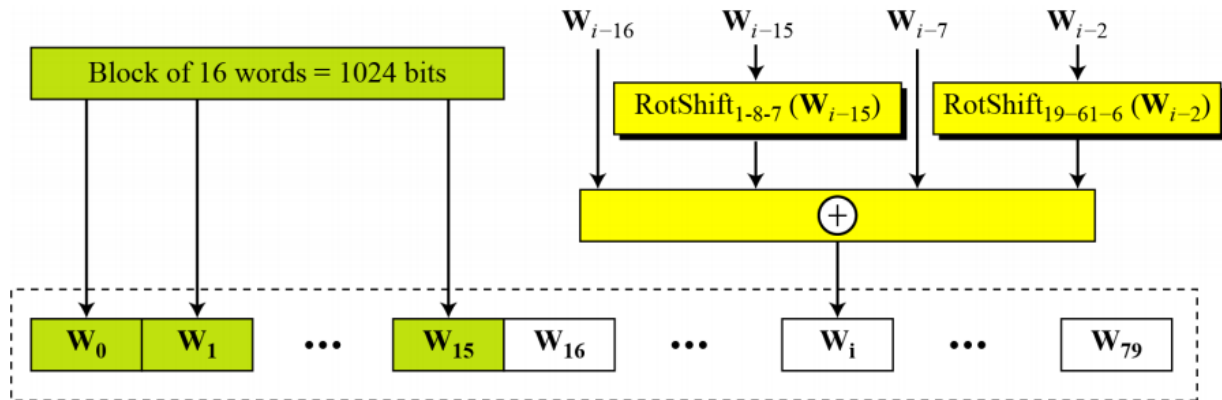 Block of 16 words = 1024 bits
W_{i−16} W_{i−15} W_{i−7} W_{i−2}
RotShift_{1-8-7} (W_{i−15}) RotShift_{19−61−6} (W_{i−2})
+
W_0 W_1 ••• W_15 W_16 ••• W_i ••• W_79